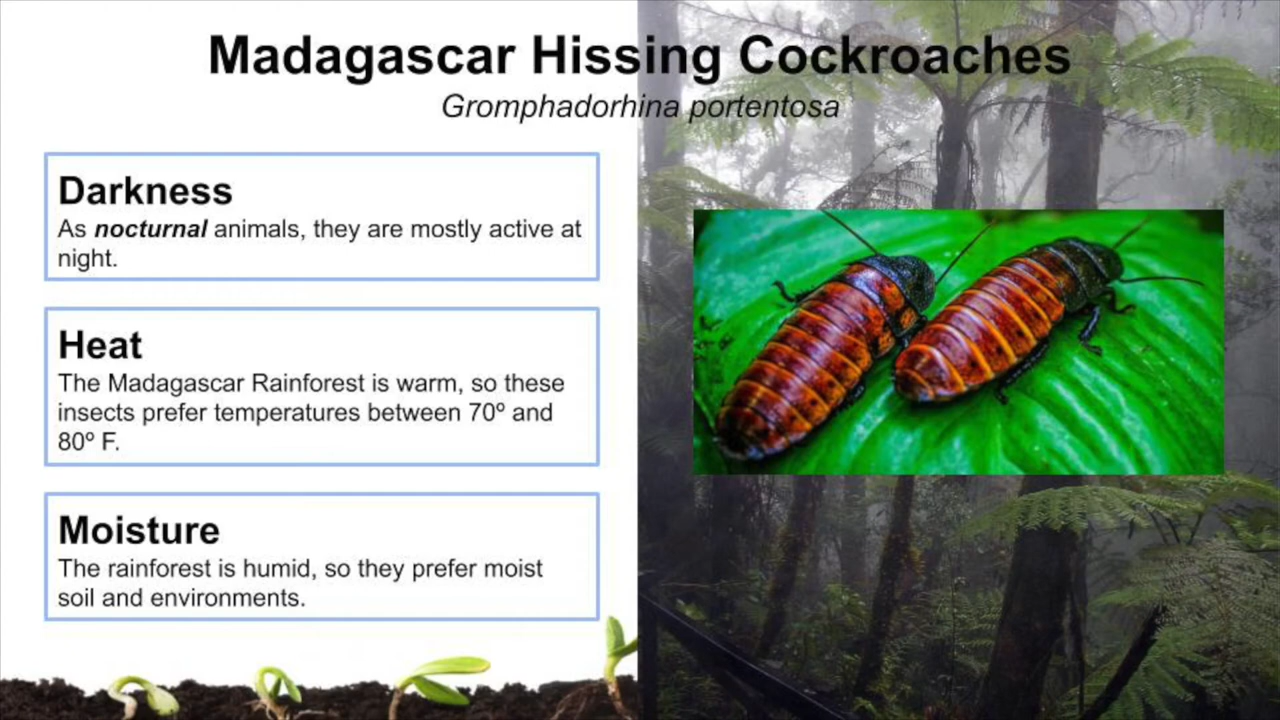 Madagascar Hissing Cockroaches
Gromphadorhina portentosa
Darkness
As nocturnal animals, they are mostly active at
night.
Heat
The Madagascar Rainforest is warm, so these
insects prefer temperatures between 70º and
80º F.
Moisture
The rainforest is humid, so they prefer moist
soil and environments.